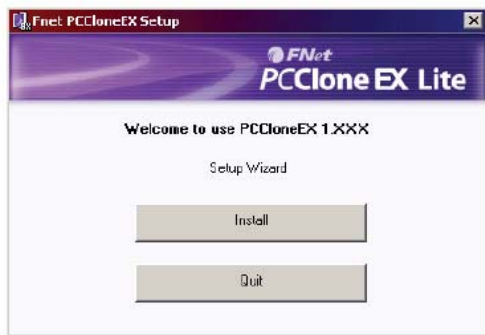 Fnet PCCloneEX Setup
FNet
PCClone EX Lite
Welcome to use PCCloneEX 1.XXX
Setup Wizard
Install
Quit